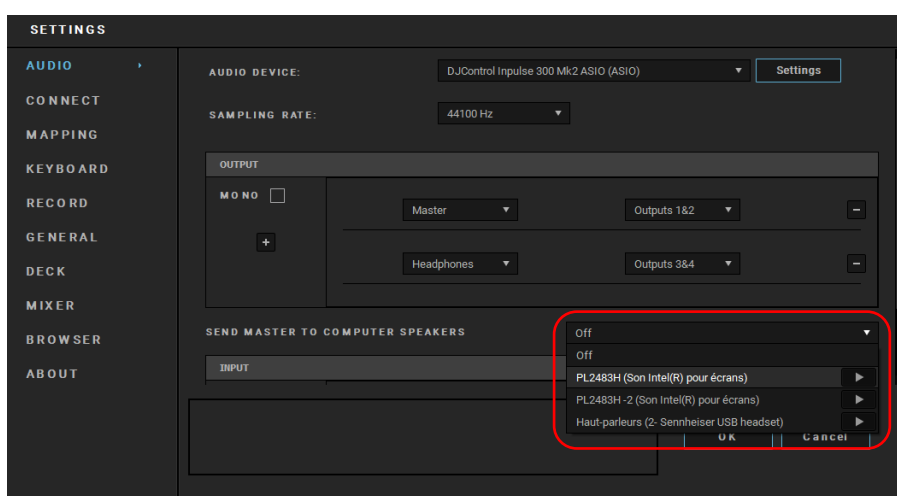 SETTINGS
AUDIO
CONNECT
MAPPING
KEYBOARD
RECORD
GENERAL
DECK
MIXER
BROWSER
ABOUT
AUDIO DEVICE: DJControl Inpulse 300 Mk2 ASIO (ASIO) Settings
SAMPLING RATE: 44100 Hz
OUTPUT
MONO
Master Outputs 1&2
+
Headphones Outputs 3&4
SEND MASTER TO COMPUTER SPEAKERS Off
Off
INPUT
PL2483H (Son Intel(R) pour écrans)
PL2483H -2 (Son Intel(R) pour écrans)
Haut-parleurs (2- Sennheiser USB headset)
OK Cancel